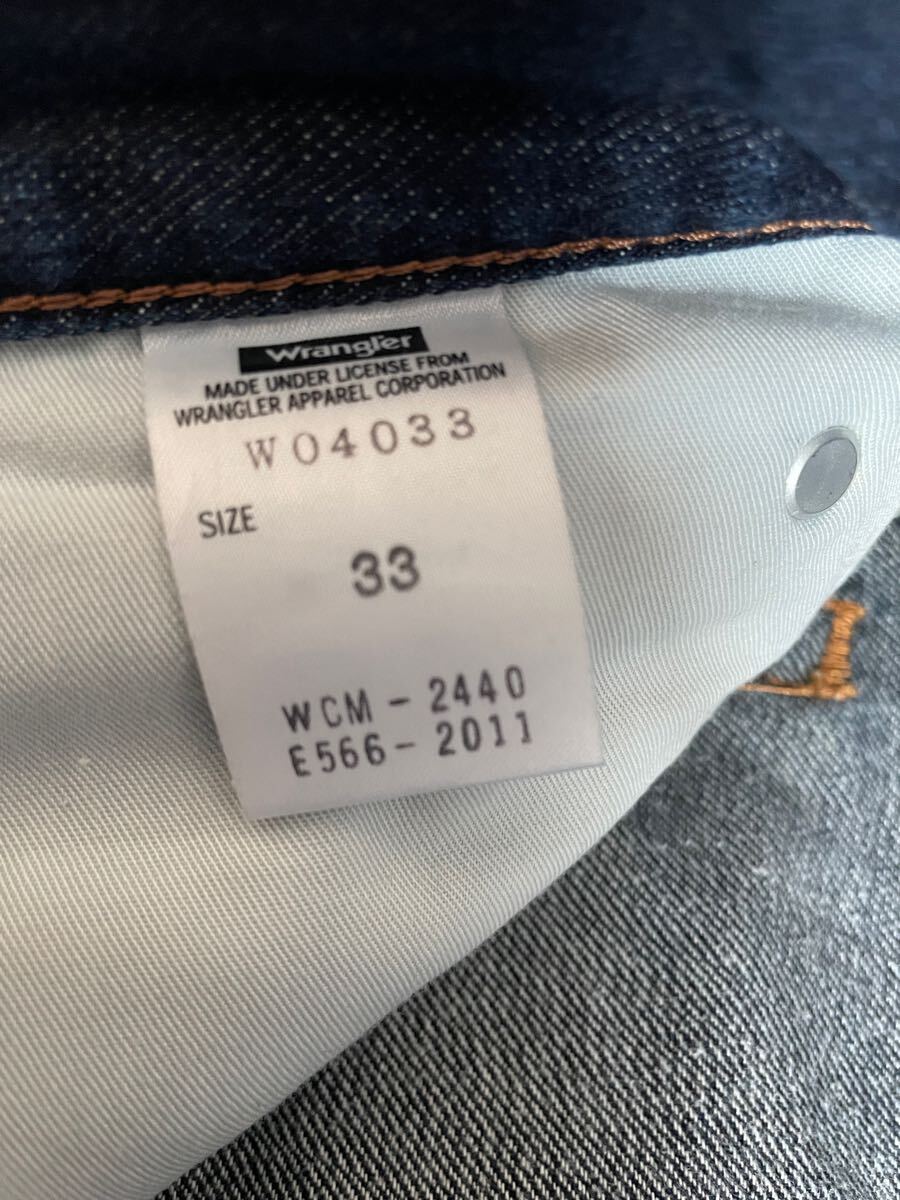 Wrangler
MADE UNDER LICENSE FROM
WRANGLER APPAREL CORPORATION
W04033
SIZE
33
WCM-2440
E566-2011